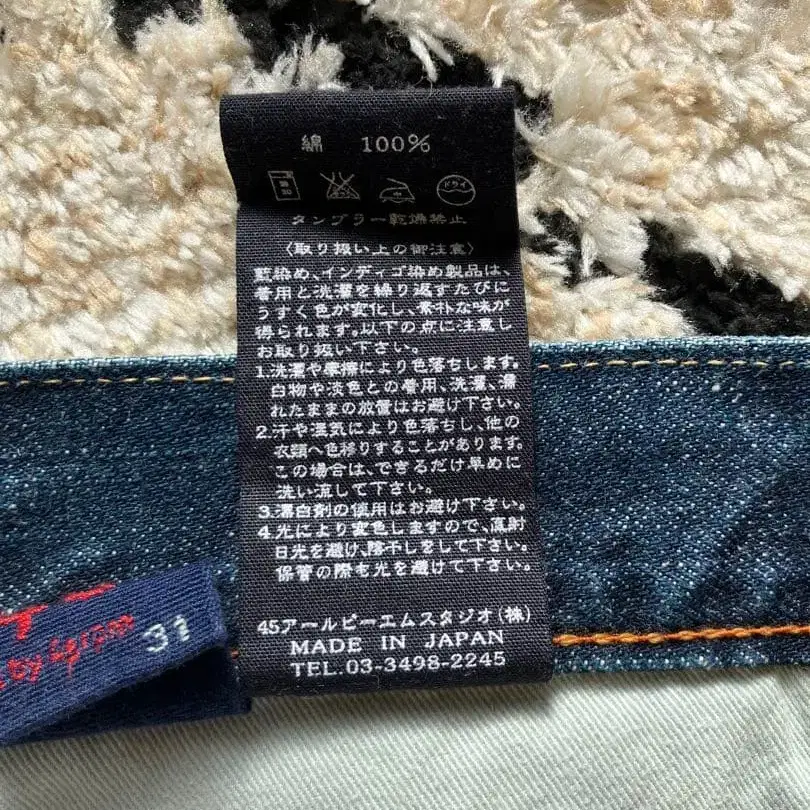 綿 100%
ドライ
タンブラー乾燥禁止
〈取り扱い上の御注意〉
藍染め、インディゴ染め製品は、
着用と洗濯を繰り返すたびに
うすく色が変化し、素朴な味が
得られます。以下の点に注意し
お取り扱い下さい。
1.洗濯や摩擦により色落ちします。
白物や淡色との着用、洗濯、濡
れたままの放置はお避け下さい。
2.汗や湿気により色落ちし、他の
衣類へ色移りすることがあります。
この場合は、できるだけ早めに
洗い流して下さい。
3.漂白剤の使用はお避け下さい。
4.光により変色しますので、直射
日光を避け、陰干しをして下さい。
保管の際も光を避けて下さい。
45アールピーエムスタジオ(株)
MADE IN JAPAN
TEL.03-3498-2245
by 45rpm 31